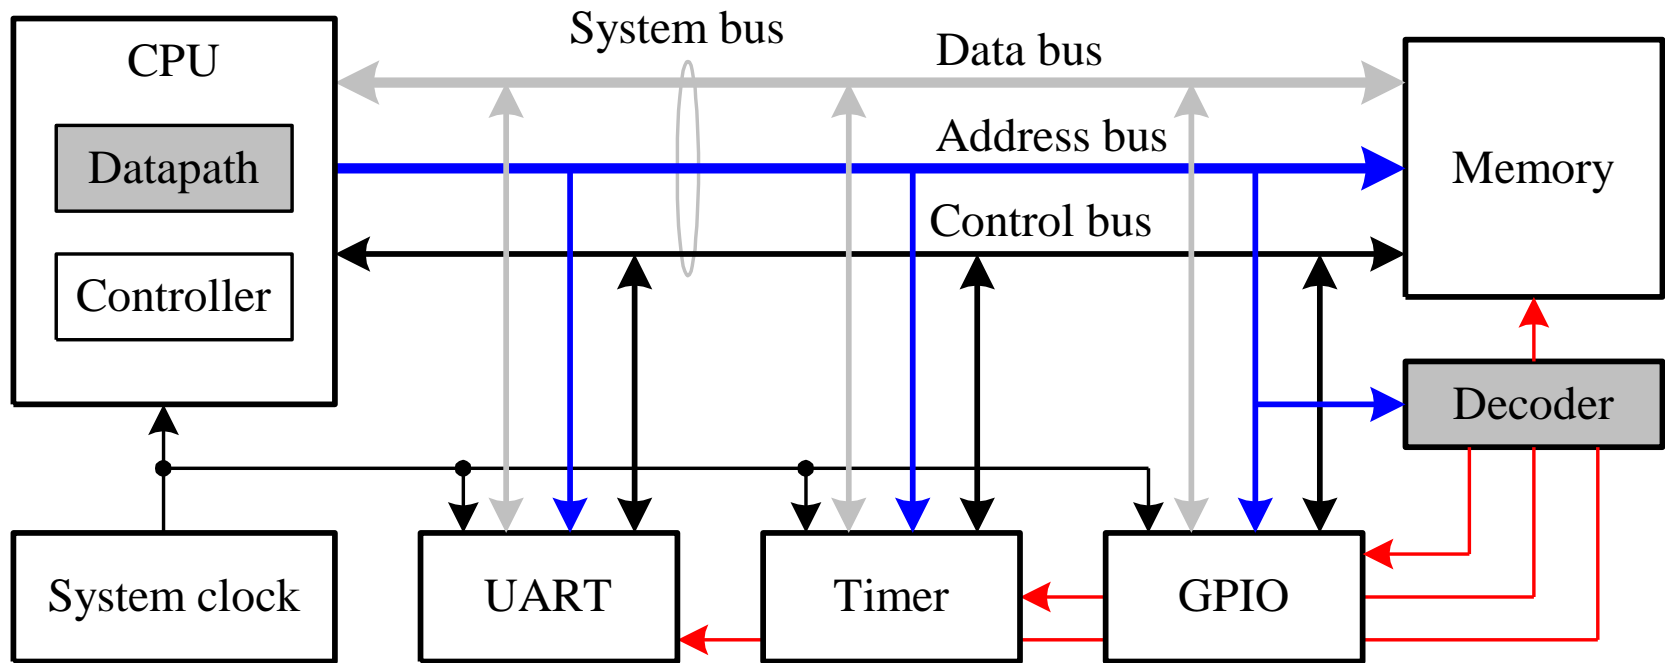 System bus
CPU
Data bus
Datapath
Address bus
Memory
Control bus
Controller
Decoder
System clock
UART
Timer
GPIO